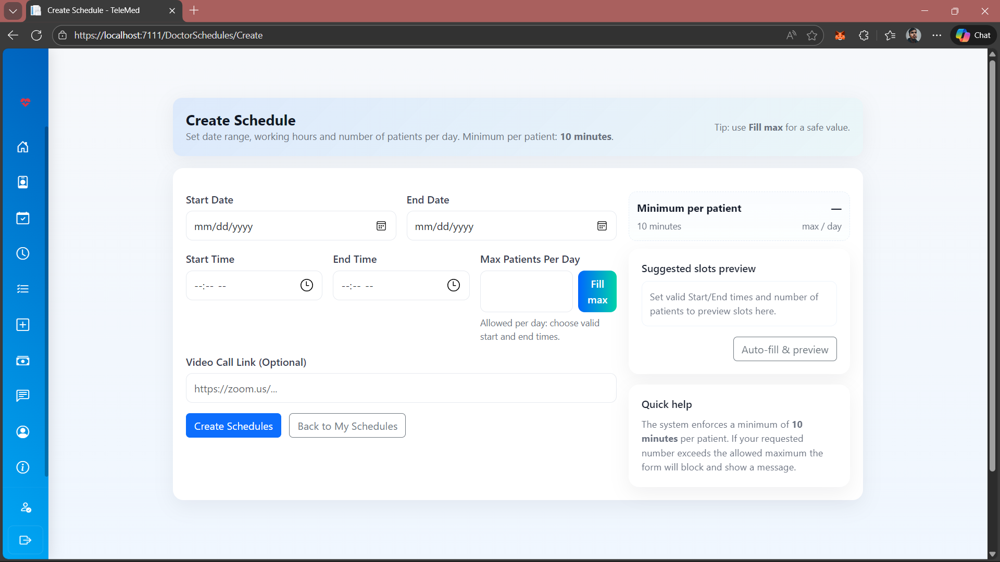 Create Schedule - TeleMed
https://localhost:7111/DoctorSchedules/Create
Chat
Create Schedule
Set date range, working hours and number of patients per day. Minimum per patient: 10 minutes.
Tip: use Fill max for a safe value.
Start Date
End Date
mm/dd/yyyy
mm/dd/yyyy
Start Time
End Time
Max Patients Per Day
--:-- --
--:-- --
Fill
max
Allowed per day: choose valid
start and end times.
Video Call Link (Optional)
https://zoom.us/...
Create Schedules
Back to My Schedules
Minimum per patient
—
10 minutes
max / day
Suggested slots preview
Set valid Start/End times and number of
patients to preview slots here.
Auto-fill & preview
Quick help
The system enforces a minimum of 10
minutes per patient. If your requested
number exceeds the allowed maximum the
form will block and show a message.